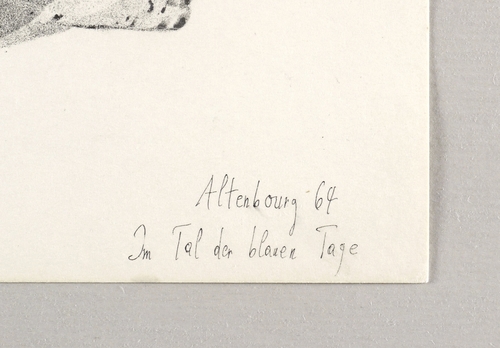 Altenbourg 64
Im Tal der blauen Tage